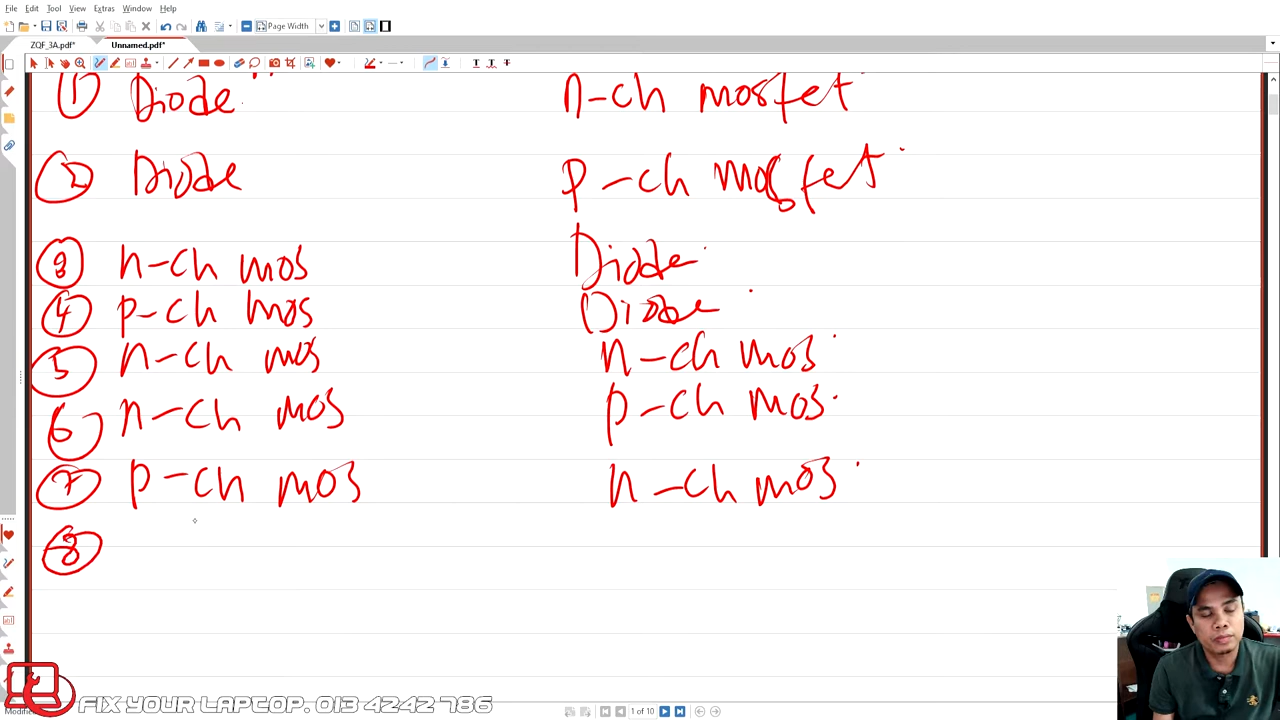 File Edit Tool View Extras Window Help
Page Width
ZQF_3A.pdf* Unnamed.pdf*
① Diode n-ch mosfet
② Diode p-ch mosfet
③ n-ch mos Diode
④ p-ch mos Diode
⑤ n-ch mos n-ch mos
⑥ n-ch mos p-ch mos
⑦ p-ch mos n-ch mos
⑧
FIX YOUR LAPTOP. 013 4242 786
1 of 10